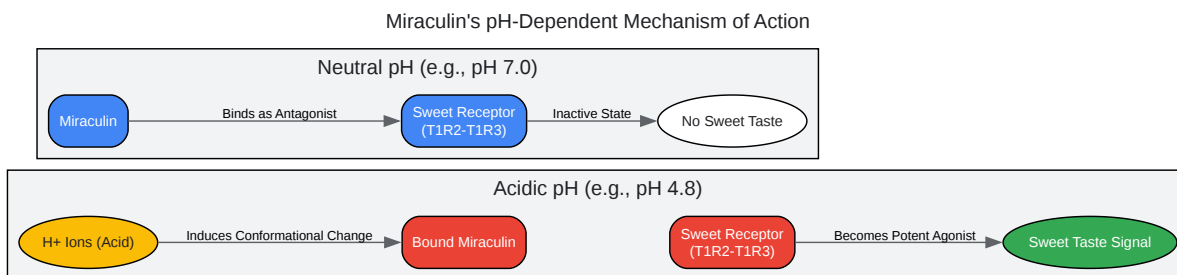 Miraculin's pH-Dependent Mechanism of Action
Neutral pH (e.g., pH 7.0)
Miraculin
Binds as Antagonist
Sweet Receptor
(T1R2-T1R3)
Inactive State
No Sweet Taste
Acidic pH (e.g., pH 4.8)
H+ Ions (Acid)
Induces Conformational Change
Bound Miraculin
Sweet Receptor
(T1R2-T1R3)
Becomes Potent Agonist
Sweet Taste Signal